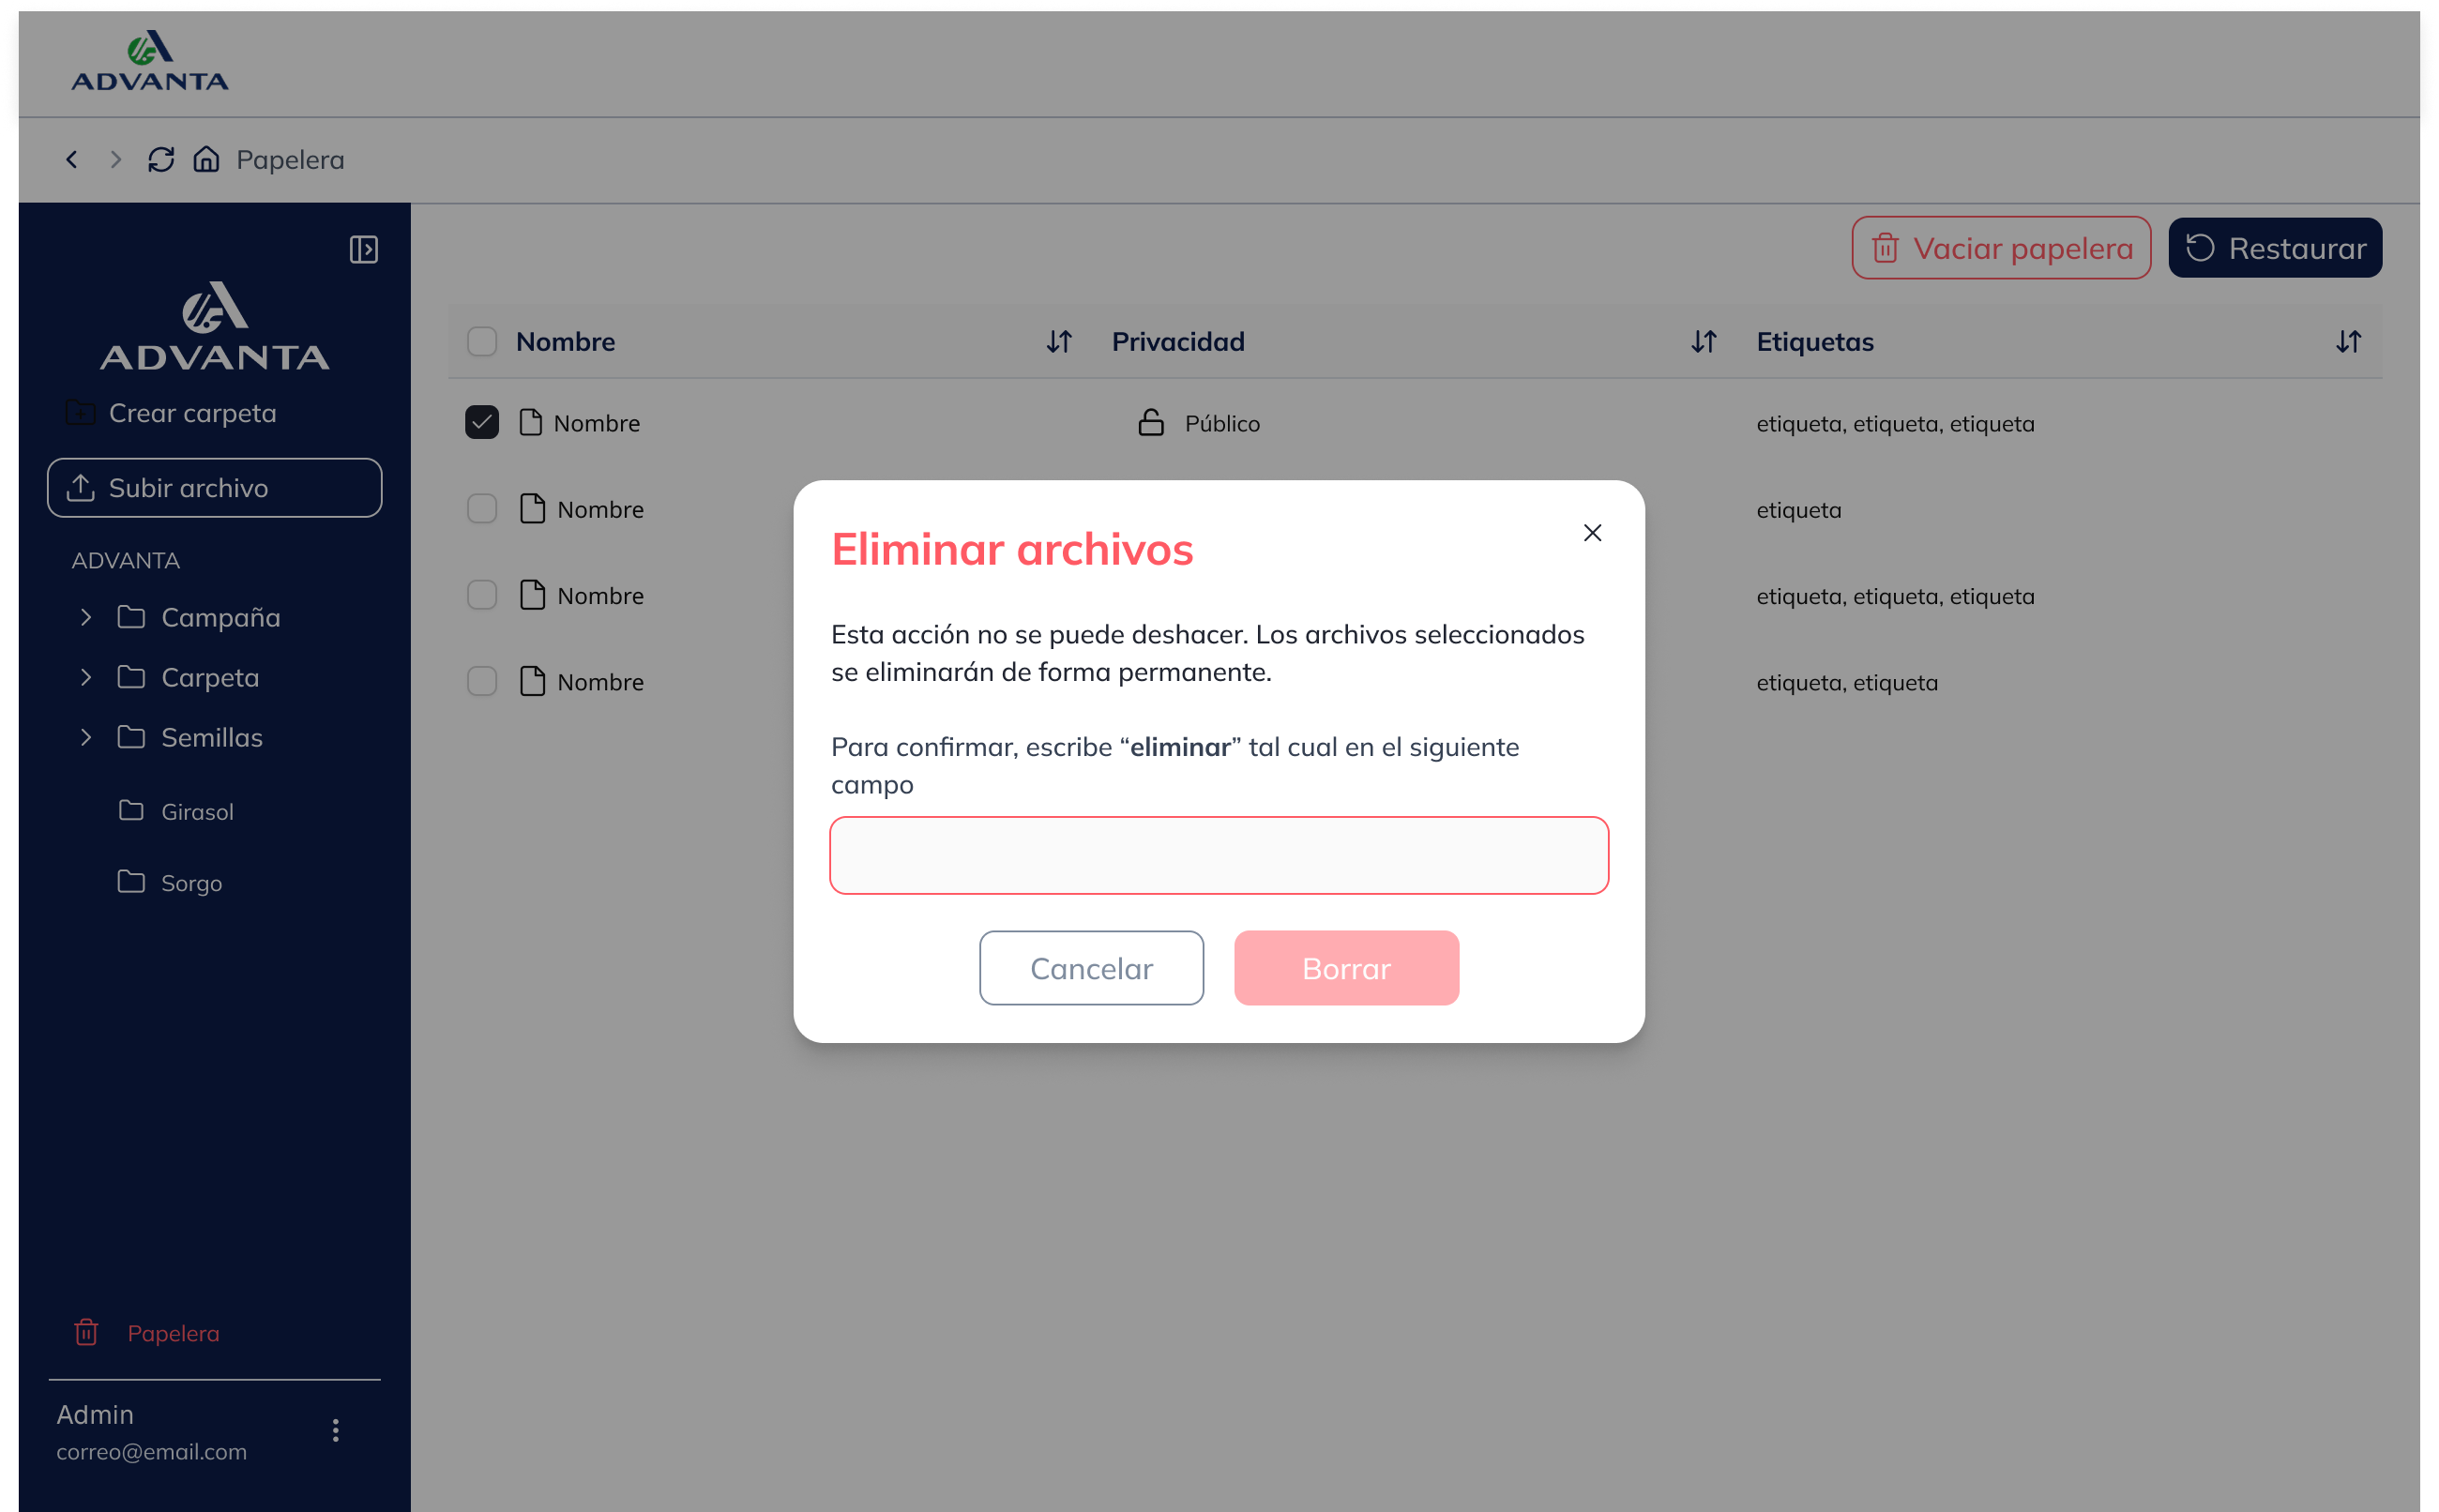 ADVANTA
Papelera
Vaciar papelera
Restaurar
ADVANTA
Crear carpeta
Subir archivo
ADVANTA
Campaña
Carpeta
Semillas
Girasol
Sorgo
Papelera
Admin
correo@email.com
Nombre Privacidad Etiquetas
Nombre Público etiqueta, etiqueta, etiqueta
Nombre etiqueta
Nombre etiqueta, etiqueta, etiqueta
Nombre etiqueta, etiqueta
Eliminar archivos
Esta acción no se puede deshacer. Los archivos seleccionados
se eliminarán de forma permanente.
Para confirmar, escribe “eliminar” tal cual en el siguiente
campo
Cancelar
Borrar